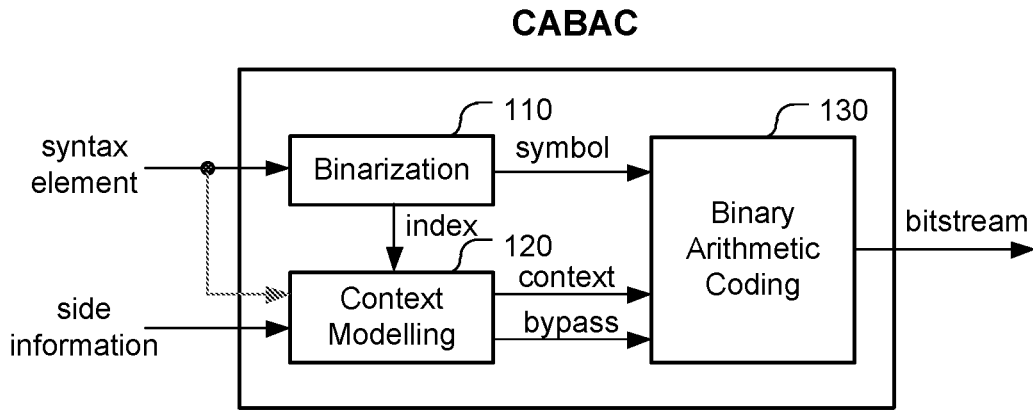 CABAC
110
130
syntax
element
Binarization
symbol
index
120
Binary
Arithmetic
Coding
bitstream
side
information
Context
Modelling
context
bypass